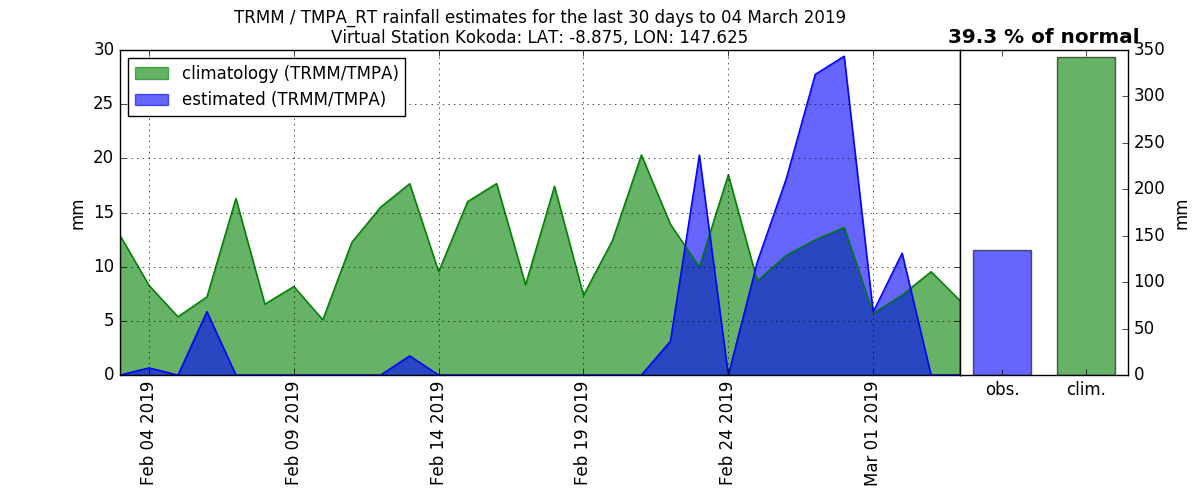 TRMM / TMPA_RT rainfall estimates for the last 30 days to 04 March 2019
Virtual Station Kokoda: LAT: -8.875, LON: 147.625
39.3 % of normal
climatology (TRMM/TMPA)
estimated (TRMM/TMPA)
mm
30
25
20
15
10
5
0
Feb 04 2019
Feb 09 2019
Feb 14 2019
Feb 19 2019
Feb 24 2019
Mar 01 2019
obs.
clim.
350
300
250
200
150
100
50
0
mm